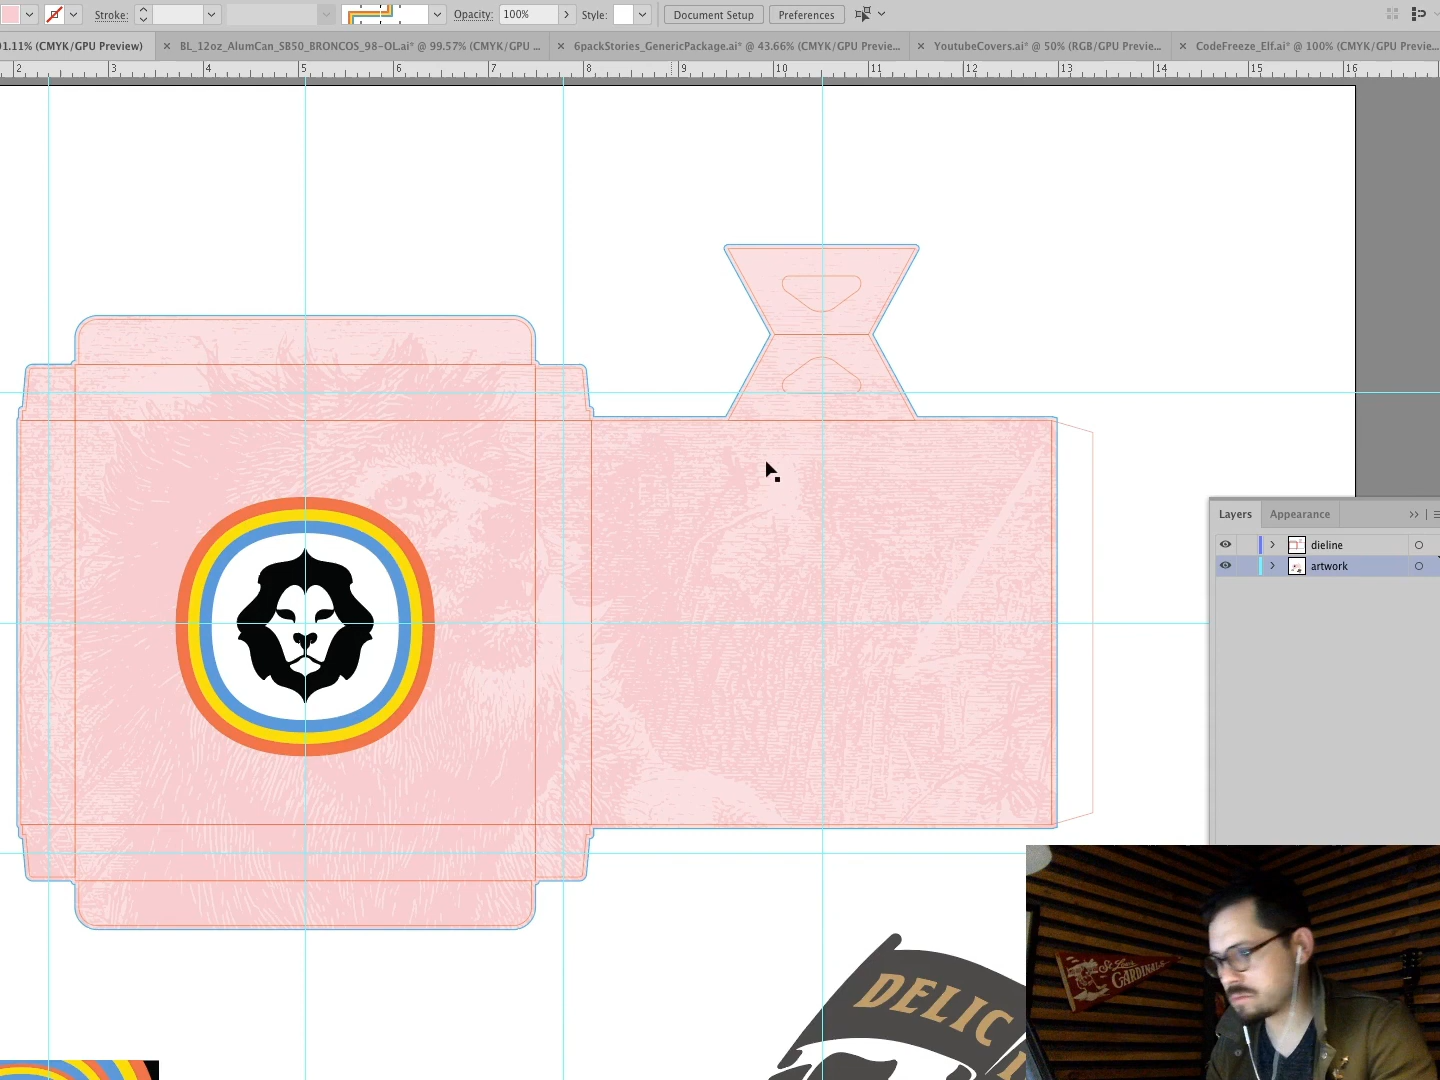 Stroke:
Opacity: 100%
Style:
Document Setup
Preferences
1.11% (CMYK/GPU Preview)
× BL_12oz_AlumCan_SB50_BRONCOS_98-OL.ai* @ 99.57% (CMYK/GPU ...
× 6packStories_GenericPackage.ai* @ 43.66% (CMYK/GPU Previe...
× YoutubeCovers.ai* @ 50% (RGB/GPU Previe...
× CodeFreeze_Elf.ai* @ 100% (CMYK/GPU Previe...
2 3 4 5 6 7 8 9 10 11 12 13 14 15 16
Layers
Appearance
dieline
artwork
DELIC
St. Louis
CARDINALS